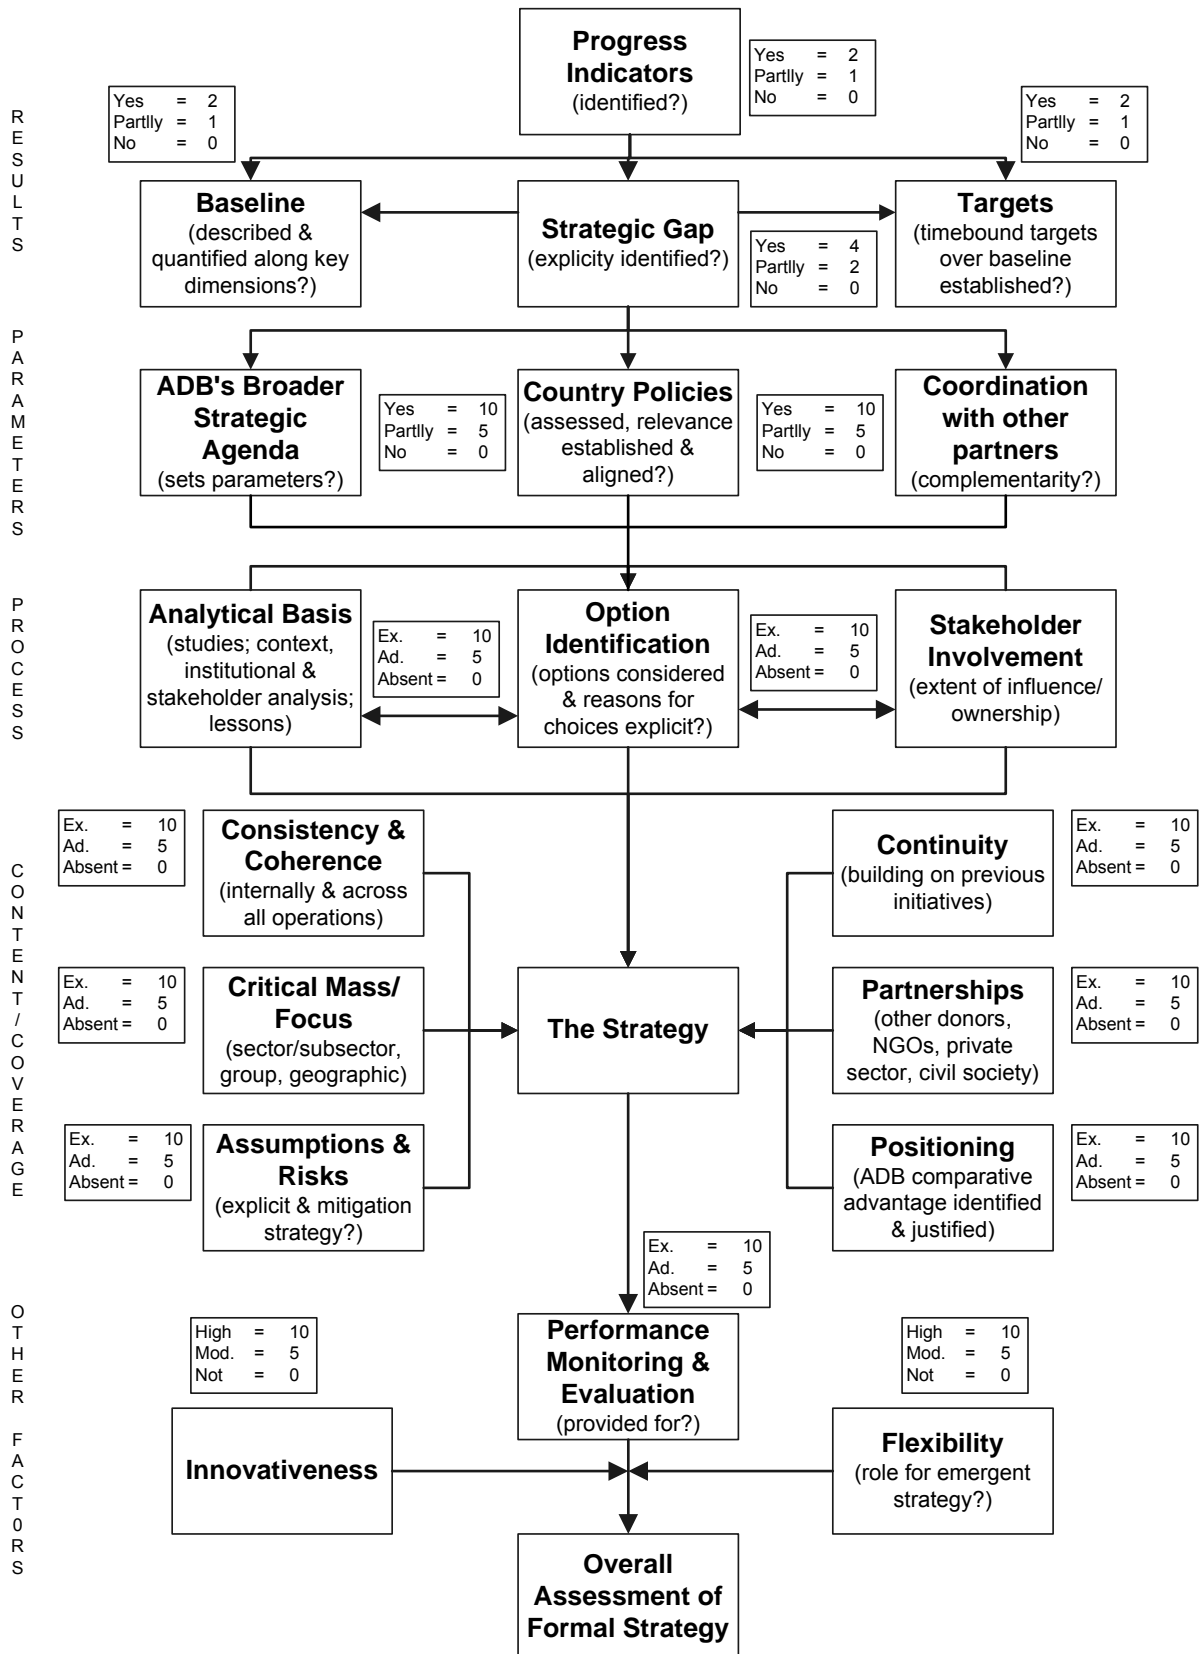 Progress
Indicators
(identified?)
Yes = 2
Partlly = 1
No = 0
Yes = 2
Partlly = 1
No = 0
Yes = 2
Partlly = 1
No = 0
RESULTS
Baseline
(described &
quantified along key
dimensions?)
Strategic Gap
(explicity identified?)
Yes = 4
Partlly = 2
No = 0
Targets
(timebound targets
over baseline
established?)
PARAMETERS
ADB's Broader
Strategic
Agenda
(sets parameters?)
Yes = 10
Partlly = 5
No = 0
Country Policies
(assessed, relevance
established &
aligned?)
Yes = 10
Partlly = 5
No = 0
Coordination
with other
partners
(complementarity?)
PROCESS
Analytical Basis
(studies; context,
institutional &
stakeholder analysis;
lessons)
Ex. = 10
Ad. = 5
Absent = 0
Option
Identification
(options considered
& reasons for
choices explicit?)
Ex. = 10
Ad. = 5
Absent = 0
Stakeholder
Involvement
(extent of influence/
ownership)
CONTENT/COVERAGE
Ex. = 10
Ad. = 5
Absent = 0
Consistency &
Coherence
(internally & across
all operations)
Continuity
(building on previous
initiatives)
Ex. = 10
Ad. = 5
Absent = 0
Ex. = 10
Ad. = 5
Absent = 0
Critical Mass/
Focus
(sector/subsector,
group, geographic)
The Strategy
Partnerships
(other donors,
NGOs, private
sector, civil society)
Ex. = 10
Ad. = 5
Absent = 0
Ex. = 10
Ad. = 5
Absent = 0
Assumptions &
Risks
(explicit & mitigation
strategy?)
Positioning
(ADB comparative
advantage identified
& justified)
Ex. = 10
Ad. = 5
Absent = 0
Ex. = 10
Ad. = 5
Absent = 0
OTHER FACT0RS
High = 10
Mod. = 5
Not = 0
Performance
Monitoring &
Evaluation
(provided for?)
High = 10
Mod. = 5
Not = 0
Innovativeness
Flexibility
(role for emergent
strategy?)
Overall
Assessment of
Formal Strategy